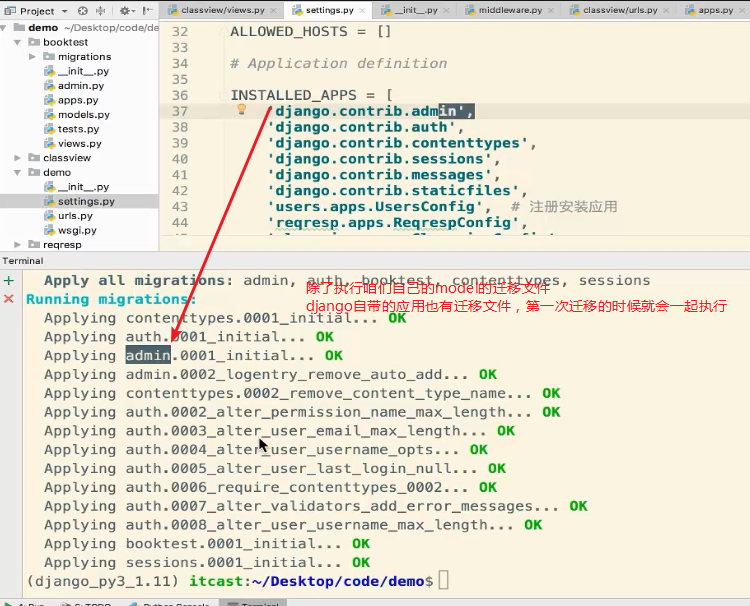 Project
classview/views.py
settings.py
__init__.py
middleware.py
classview/urls.py
apps.py
demo ~/Desktop/code/de
booktest
migrations
__init__.py
admin.py
apps.py
models.py
tests.py
views.py
classview
demo
__init__.py
settings.py
urls.py
wsgi.py
reqresp
32 ALLOWED_HOSTS = []
33
34 # Application definition
35
36 INSTALLED_APPS = [
37 'django.contrib.admin',
38 'django.contrib.auth',
39 'django.contrib.contenttypes',
40 'django.contrib.sessions',
41 'django.contrib.messages',
42 'django.contrib.staticfiles',
43 'users.apps.UsersConfig', # 注册安装应用
44 'reqresp.apps.ReqrespConfig',
Terminal
Apply all migrations: admin, auth, booktest, contenttypes, sessions
除了执行咱们自己的model的迁移文件
Running migrations:
django自带的应用也有迁移文件，第一次迁移的时候就会一起执行
Applying contenttypes.0001_initial... OK
Applying auth.0001_initial... OK
Applying admin.0001_initial... OK
Applying admin.0002_logentry_remove_auto_add... OK
Applying contenttypes.0002_remove_content_type_name... OK
Applying auth.0002_alter_permission_name_max_length... OK
Applying auth.0003_alter_user_email_max_length... OK
Applying auth.0004_alter_user_username_opts... OK
Applying auth.0005_alter_user_last_login_null... OK
Applying auth.0006_require_contenttypes_0002... OK
Applying auth.0007_alter_validators_add_error_messages... OK
Applying auth.0008_alter_user_username_max_length... OK
Applying booktest.0001_initial... OK
Applying sessions.0001_initial... OK
(django_py3_1.11) itcast:~/Desktop/code/demo$